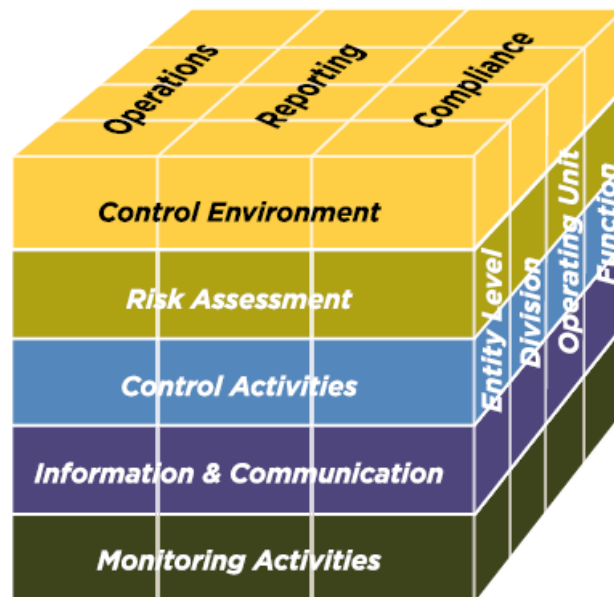 Operations
Reporting
Compliance
Control Environment
Risk Assessment
Control Activities
Information & Communication
Monitoring Activities
Entity Level
Division
Operating Unit
Function